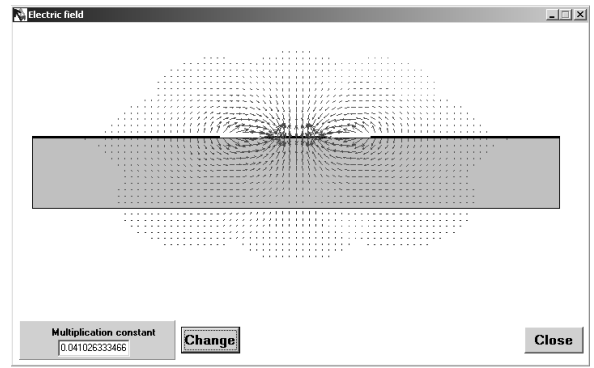 Electric field
Multiplication constant
0.041026333466
Change
Close